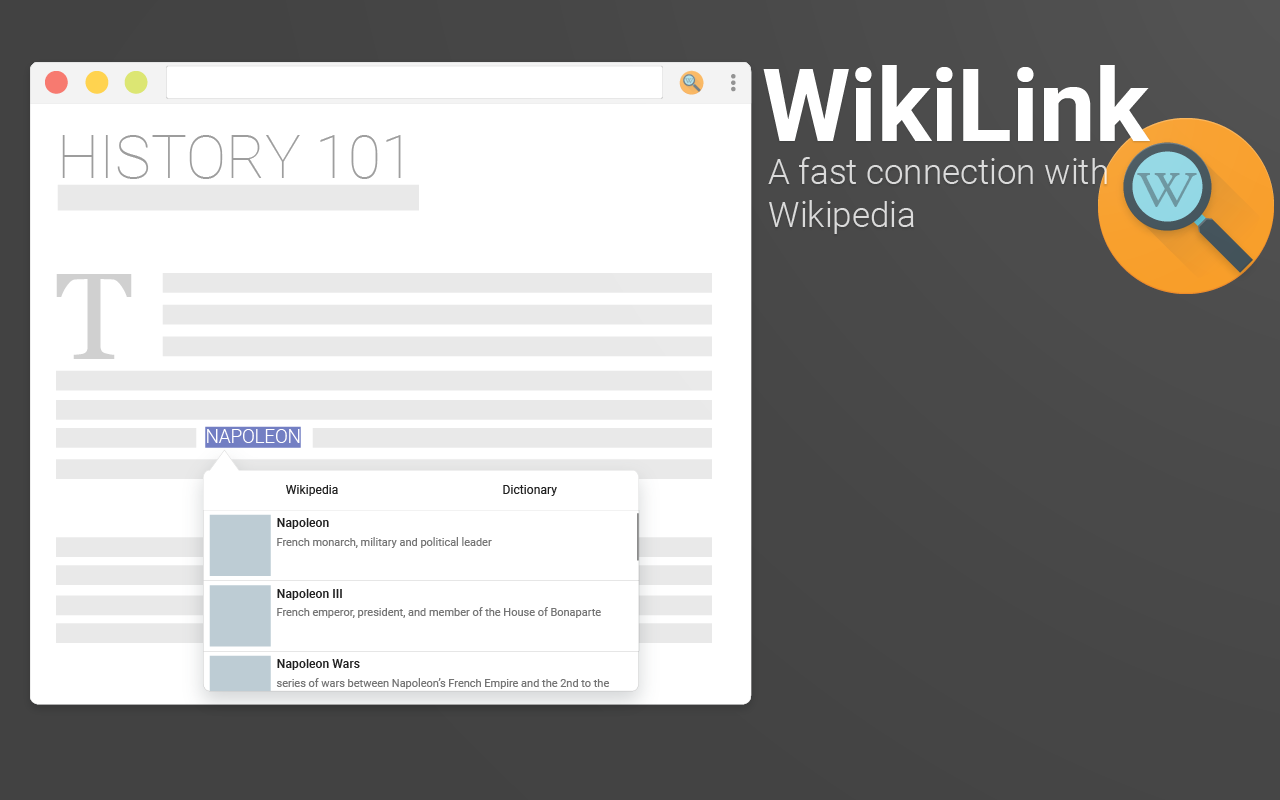 HISTORY 101
T
NAPOLEON
Wikipedia Dictionary
Napoleon
French monarch, military and political leader
Napoleon III
French emperor, president, and member of the House of Bonaparte
Napoleon Wars
series of wars between Napoleon’s French Empire and the 2nd to the
WikiLink
A fast connection with
Wikipedia
W